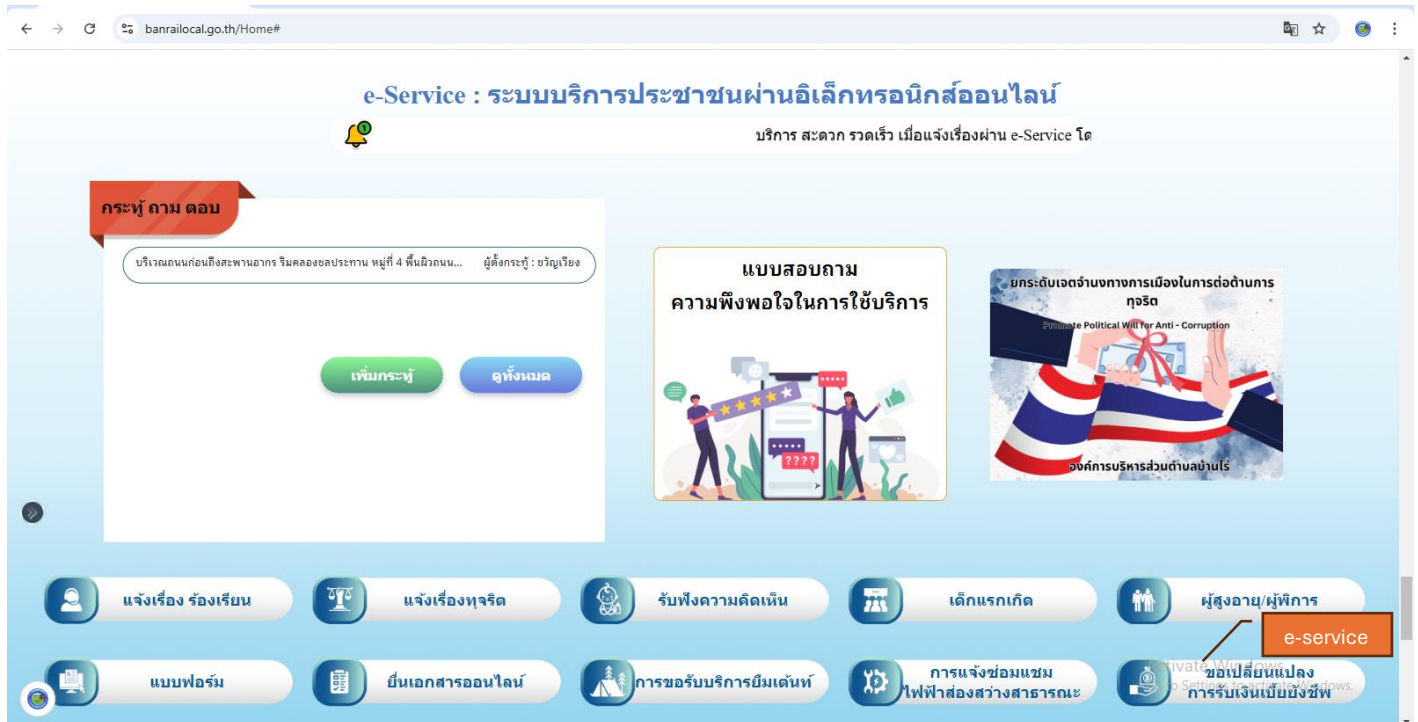 banrailocal.go.th/Home#
e-Service : ระบบบริการประชาชนผ่านอิเล็กทรอนิกส์ออนไลน์
1
บริการ สะดวก รวดเร็ว เมื่อแจ้งเรื่องผ่าน e-Service โด
กระทู้ ถาม ตอบ
บริเวณถนนก่อนถึงสะพานอากร ริมคลองชลประทาน หมู่ที่ 4 พื้นผิวถนน... ผู้ตั้งกระทู้ : ขวัญเวียง
เพิ่มกระทู้ ดูทั้งหมด
แบบสอบถาม
ความพึงพอใจในการใช้บริการ
????
ยกระดับเจตจำนงทางการเมืองในการต่อต้านการ
ทุจริต
Promote Political Will for Anti - Corruption
องค์การบริหารส่วนตำบลบ้านไร่
แจ้งเรื่อง ร้องเรียน แจ้งเรื่องทุจริต รับฟังความคิดเห็น เด็กแรกเกิด ผู้สูงอายุ/ผู้พิการ
e-service
แบบฟอร์ม ยื่นเอกสารออนไลน์ การขอรับบริการยืมเต้นท์
การแจ้งซ่อมแซม
ไฟฟ้าส่องสว่างสาธารณะ
ขอเปลี่ยนแปลง
การรับเงินเบี้ยยังชีพ